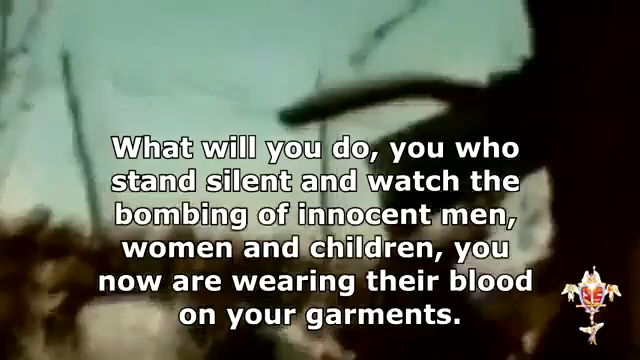 What will you do, you who
stand silent and watch the
bombing of innocent men,
women and children, you
now are wearing their blood
on your garments.